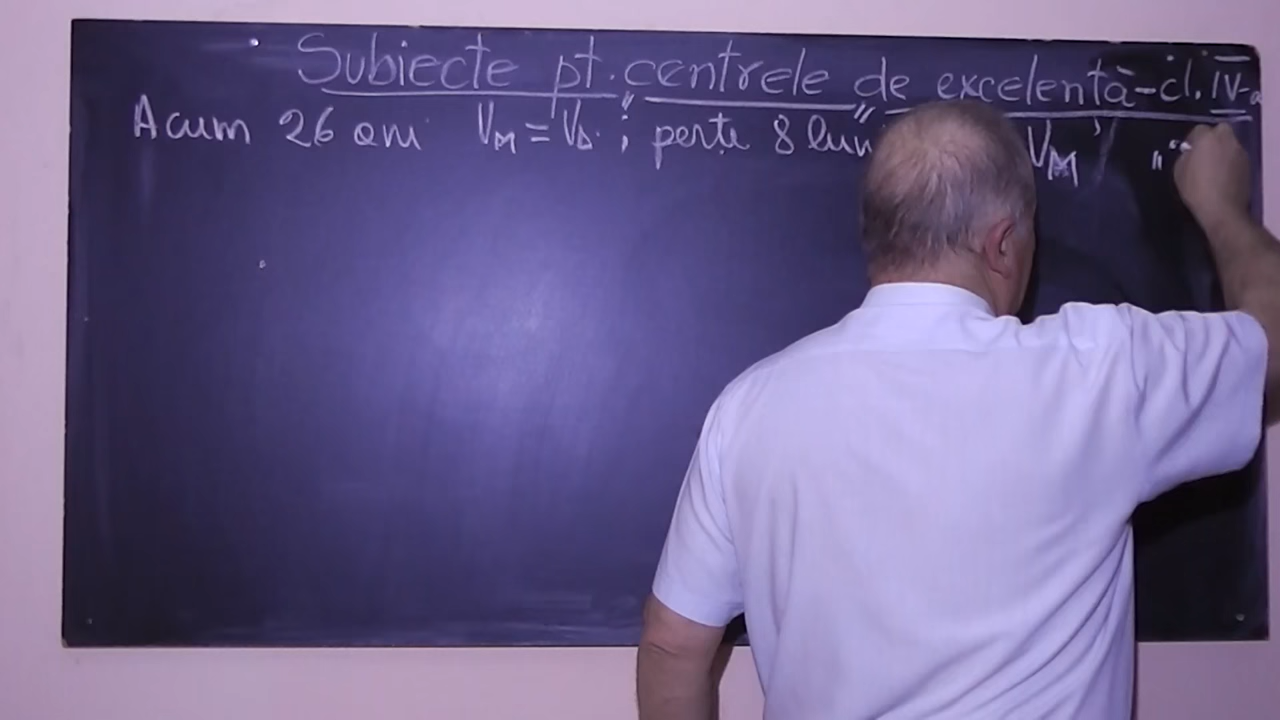 Subiecte pt. „centrele” de excelență - cl. IV-a
Acum 26 ani V_M = V_D ; peste 8 luni V_M